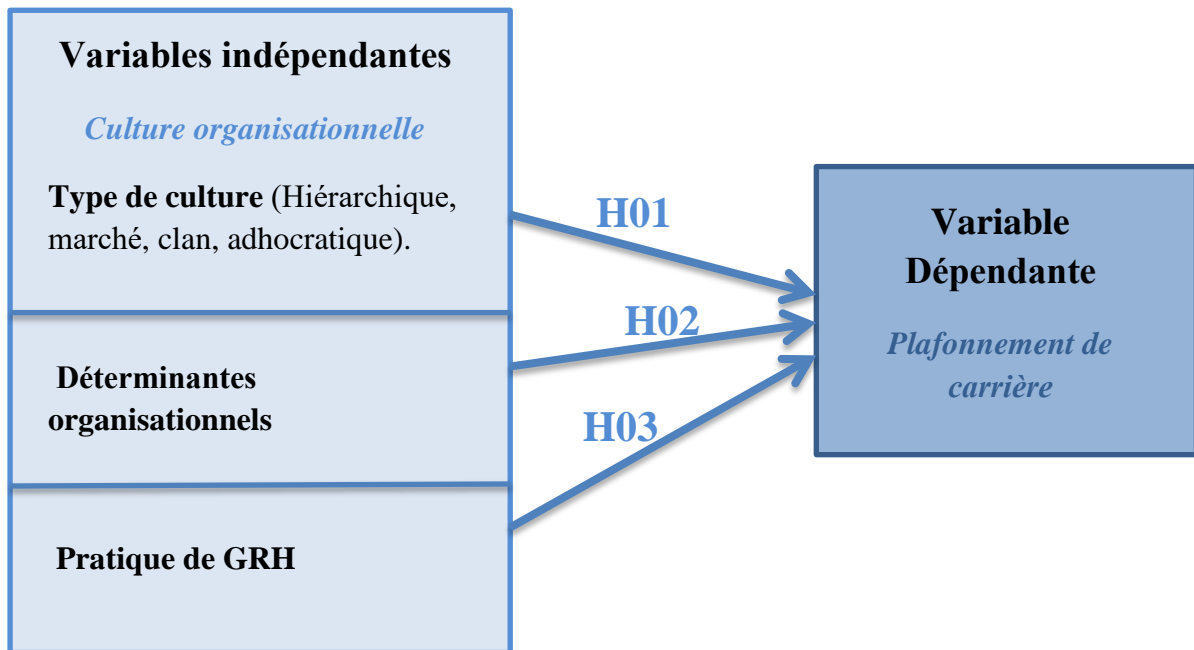 Variables indépendantes
Culture organisationnelle
Type de culture (Hiérarchique,
marché, clan, adhocratique).
Déterminantes
organisationnels
Pratique de GRH
H01
H02
H03
Variable
Dépendante
Plafonnement de
carrière